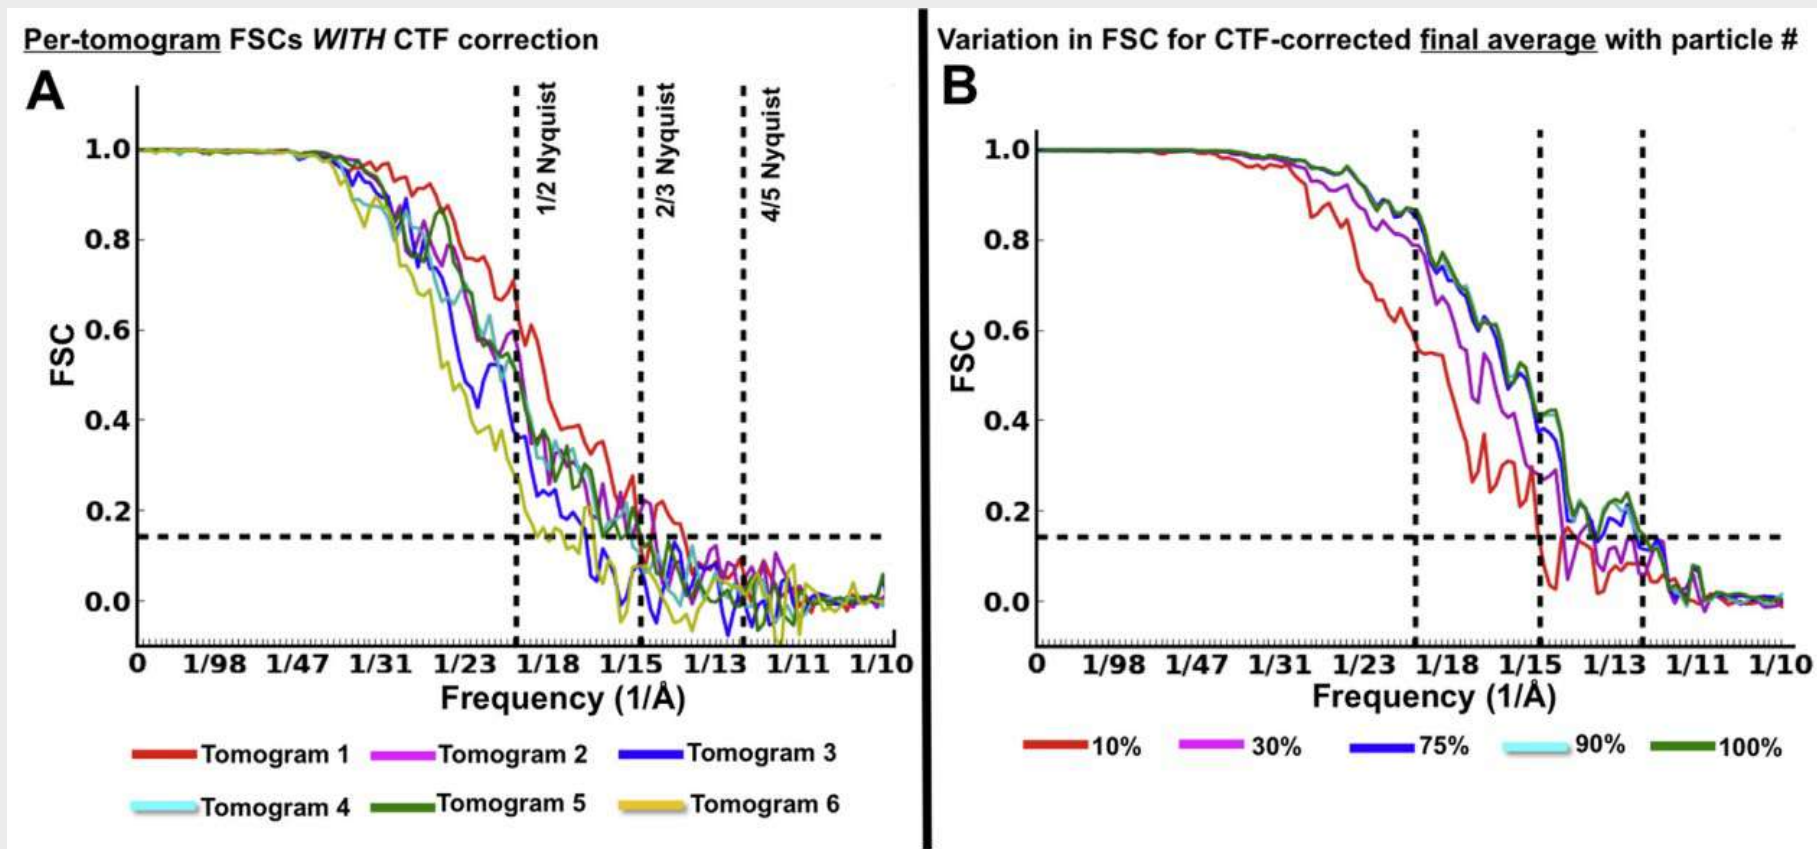 Per-tomogram FSCs WITH CTF correction
A
1/2 Nyquist
2/3 Nyquist
4/5 Nyquist
1.0
0.8
0.6
0.4
0.2
0.0
FSC
0 1/98 1/47 1/31 1/23 1/18 1/15 1/13 1/11 1/10
Frequency (1/Å)
Tomogram 1 Tomogram 2 Tomogram 3
Tomogram 4 Tomogram 5 Tomogram 6
Variation in FSC for CTF-corrected final average with particle #
B
1.0
0.8
0.6
0.4
0.2
0.0
FSC
0 1/98 1/47 1/31 1/23 1/18 1/15 1/13 1/11 1/10
Frequency (1/Å)
10% 30% 75% 90% 100%